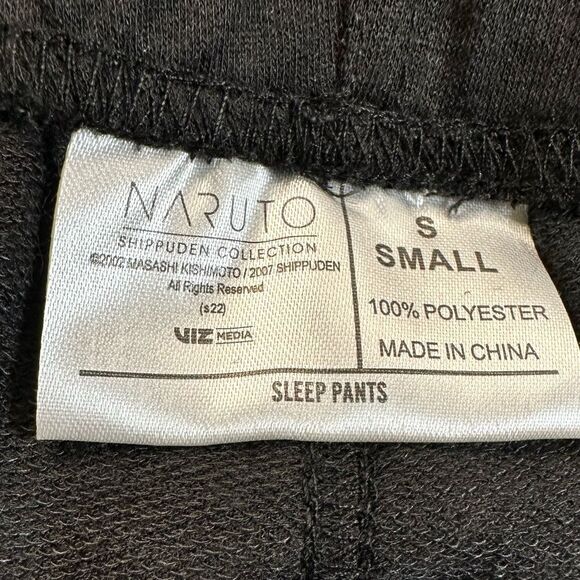 NARUTO
SHIPPUDEN COLLECTION
©2002 MASASHI KISHIMOTO / 2007 SHIPPUDEN
All Rights Reserved
(s22)
VIZ MEDIA
S
SMALL
100% POLYESTER
MADE IN CHINA
SLEEP PANTS